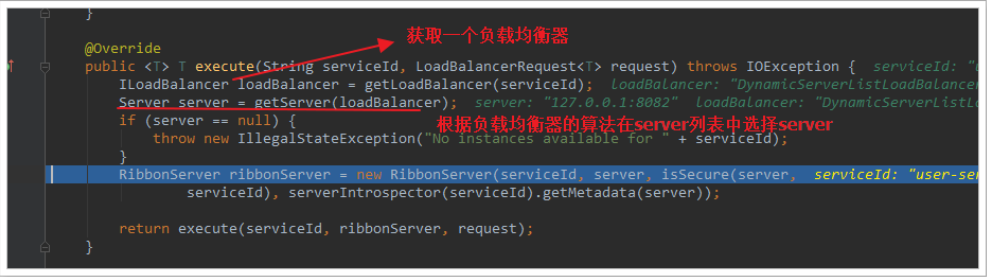 }
获取一个负载均衡器
@Override
public <T> T execute(String serviceId, LoadBalancerRequest<T> request) throws IOException { serviceId: "u
ILoadBalancer loadBalancer = getLoadBalancer(serviceId); loadBalancer: "DynamicServerListLoadBalancer
Server server = getServer(loadBalancer); server: "127.0.0.1:8082" loadBalancer: "DynamicServerListLo
if (server == null) {
根据负载均衡器的算法在server列表中选择server
throw new IllegalStateException("No instances available for " + serviceId);
}
RibbonServer ribbonServer = new RibbonServer(serviceId, server, isSecure(server, serviceId: "user-ser
serviceId), serverIntrospector(serviceId).getMetadata(server));
return execute(serviceId, ribbonServer, request);
}